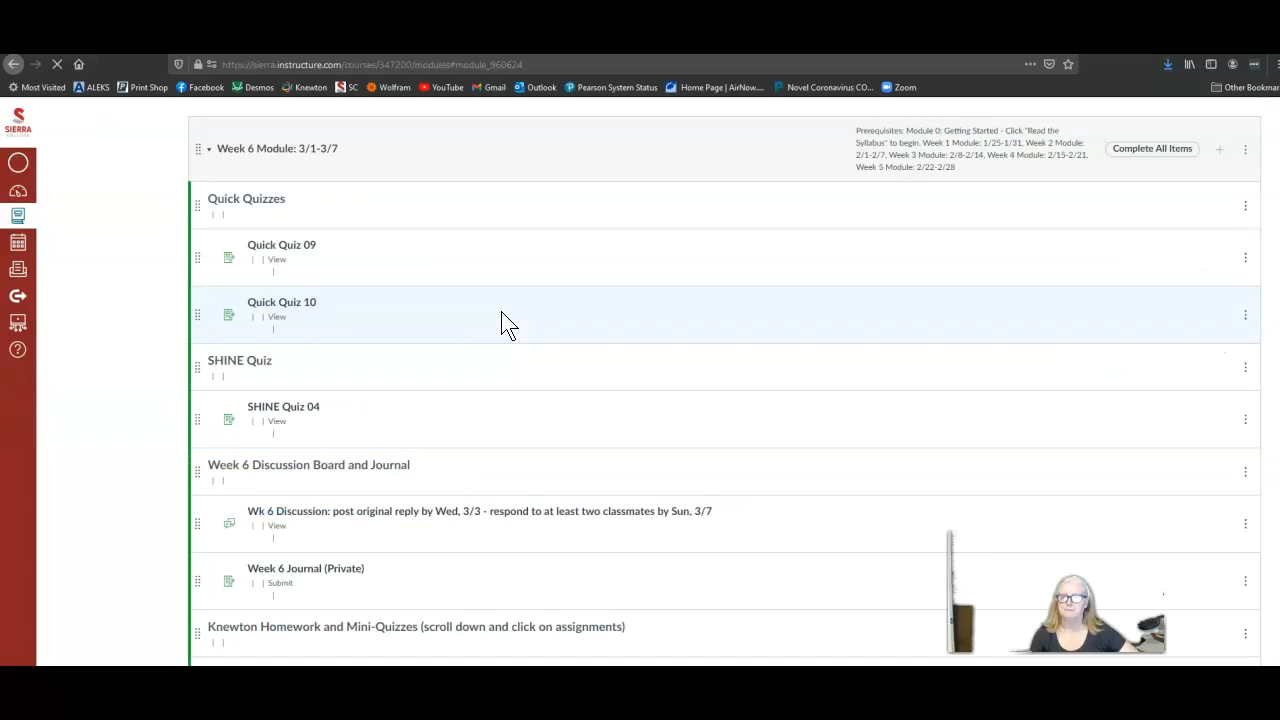 https://sierra.instructure.com/courses/347200/modules#module_960624
Most Visited ALEKS Print Shop Facebook Desmos Knewton SC Wolfram YouTube Gmail Outlook Pearson System Status Home Page | AirNow.... Novel Coronavirus CO... Zoom Other Bookmar
SIERRA
COLLEGE
Week 6 Module: 3/1-3/7
Prerequisites: Module 0: Getting Started - Click "Read the
Syllabus" to begin, Week 1 Module: 1/25-1/31, Week 2 Module:
2/1-2/7, Week 3 Module: 2/8-2/14, Week 4 Module: 2/15-2/21,
Week 5 Module: 2/22-2/28
Complete All Items
Quick Quizzes
| |
Quick Quiz 09
| | View
|
Quick Quiz 10
| | View
|
SHINE Quiz
| |
SHINE Quiz 04
| | View
|
Week 6 Discussion Board and Journal
| |
Wk 6 Discussion: post original reply by Wed, 3/3 - respond to at least two classmates by Sun, 3/7
| | View
|
Week 6 Journal (Private)
| | Submit
|
Knewton Homework and Mini-Quizzes (scroll down and click on assignments)
| |